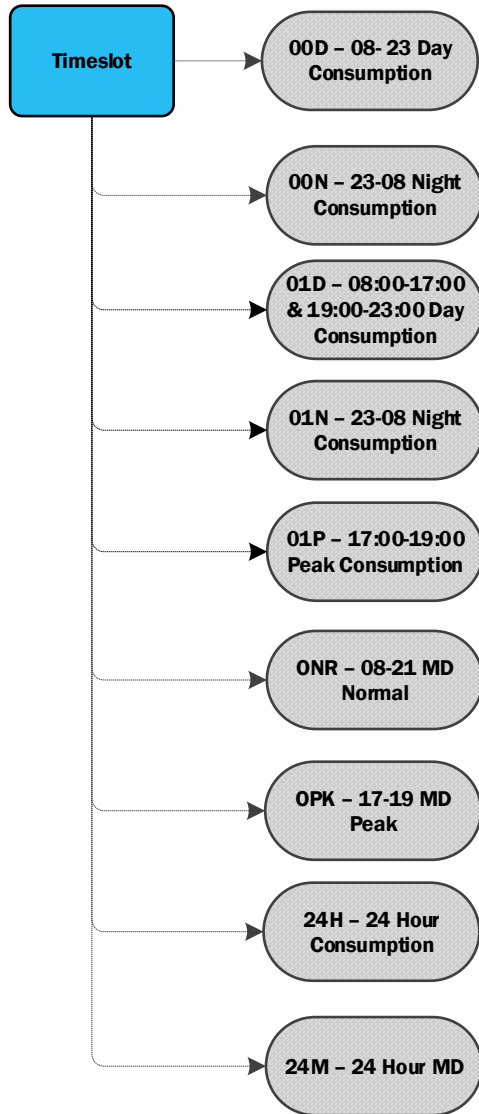 Timeslot
00D – 08- 23 Day
Consumption
00N – 23-08 Night
Consumption
01D – 08:00-17:00
& 19:00-23:00 Day
Consumption
01N – 23-08 Night
Consumption
01P – 17:00-19:00
Peak Consumption
0NR – 08-21 MD
Normal
0PK – 17-19 MD
Peak
24H – 24 Hour
Consumption
24M – 24 Hour MD